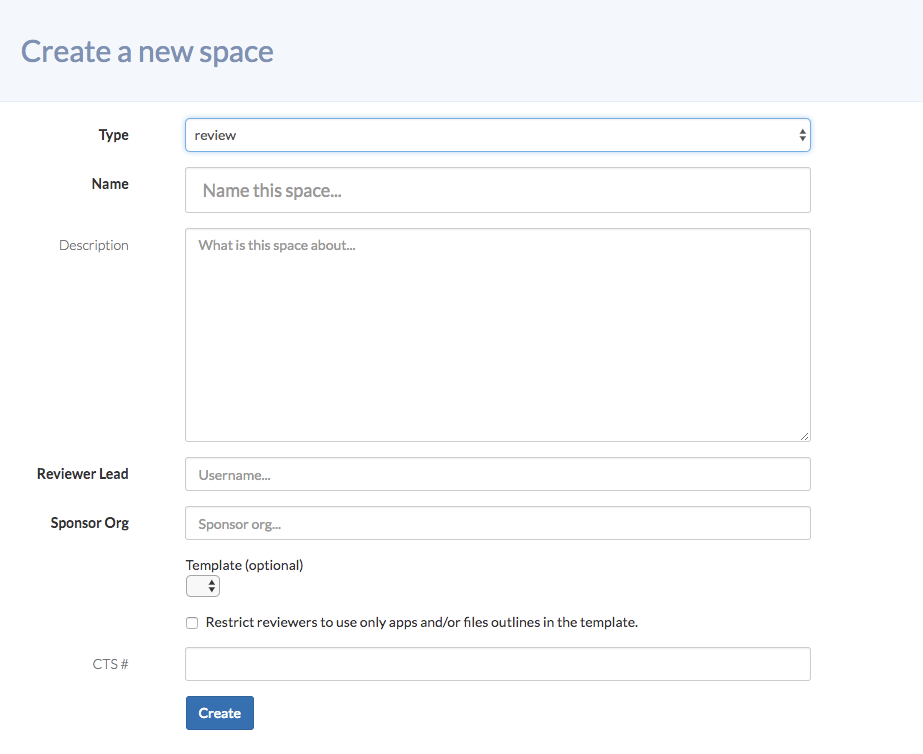 Create a new space
Type
review
Name
Name this space...
Description
What is this space about...
Reviewer Lead
Username...
Sponsor Org
Sponsor org...
Template (optional)
Restrict reviewers to use only apps and/or files outlines in the template.
CTS #
Create